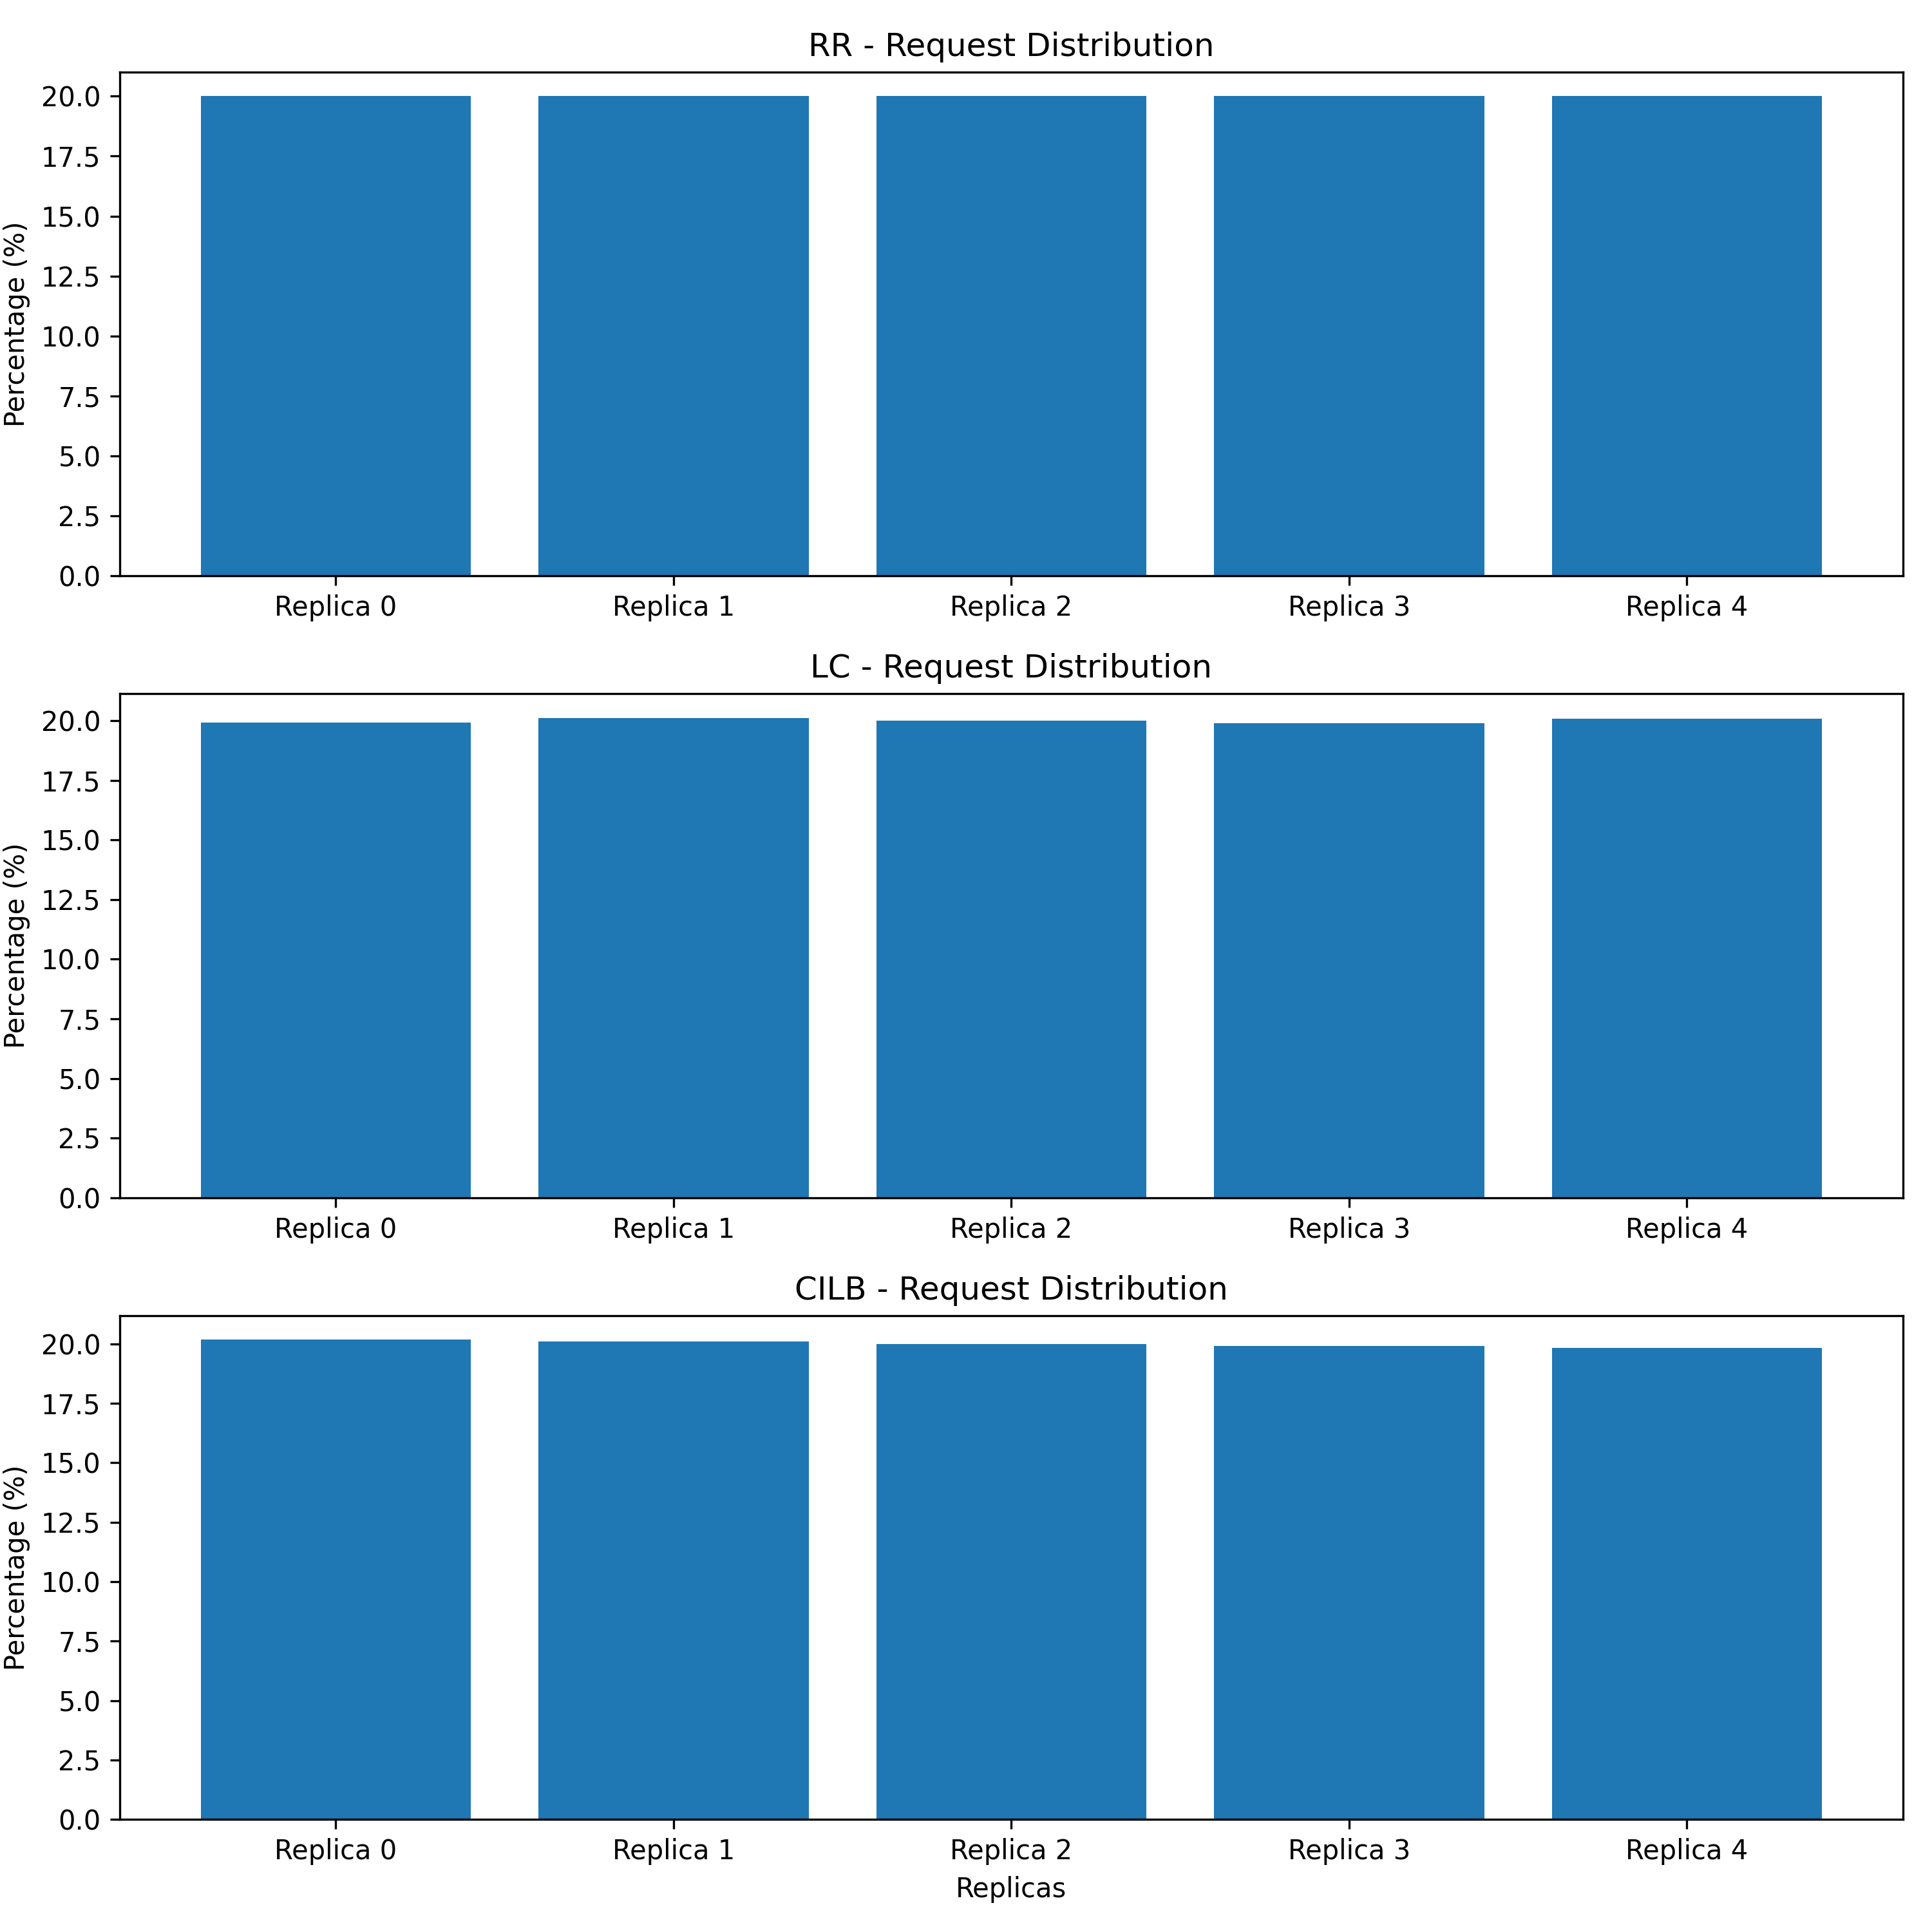 RR - Request Distribution
Percentage (%)
20.0
17.5
15.0
12.5
10.0
7.5
5.0
2.5
0.0
Replica 0 Replica 1 Replica 2 Replica 3 Replica 4
LC - Request Distribution
Percentage (%)
20.0
17.5
15.0
12.5
10.0
7.5
5.0
2.5
0.0
Replica 0 Replica 1 Replica 2 Replica 3 Replica 4
CILB - Request Distribution
Percentage (%)
20.0
17.5
15.0
12.5
10.0
7.5
5.0
2.5
0.0
Replica 0 Replica 1 Replica 2 Replica 3 Replica 4
Replicas